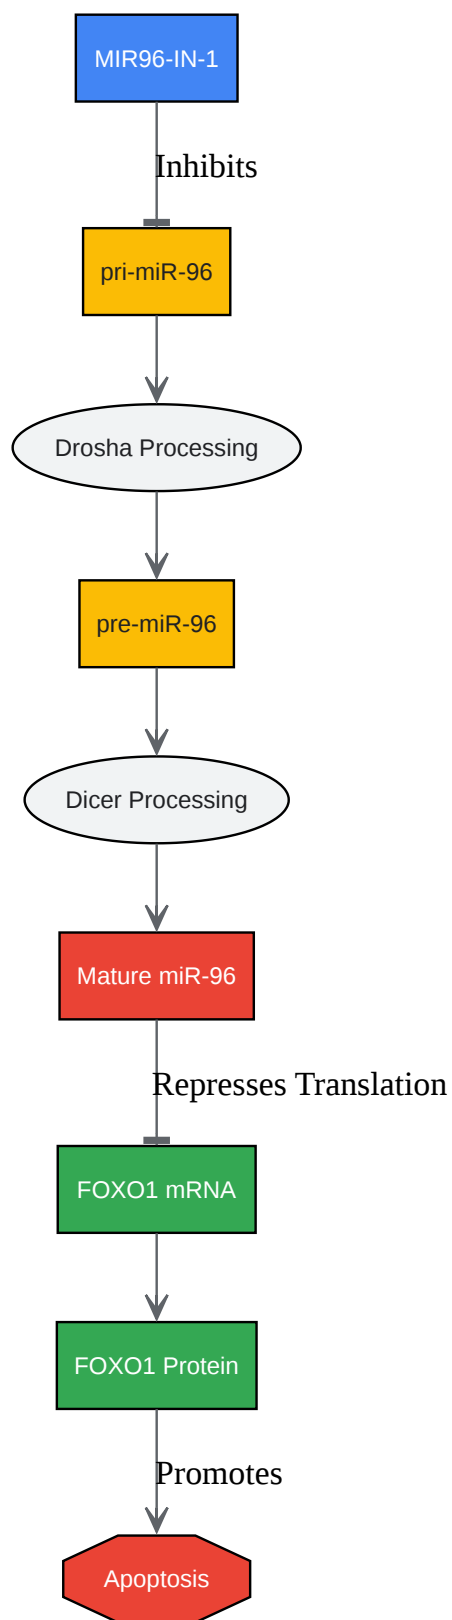 MIR96-IN-1
Inhibits
pri-miR-96
Drosha Processing
pre-miR-96
Dicer Processing
Mature miR-96
Represses Translation
FOXO1 mRNA
FOXO1 Protein
Promotes
Apoptosis